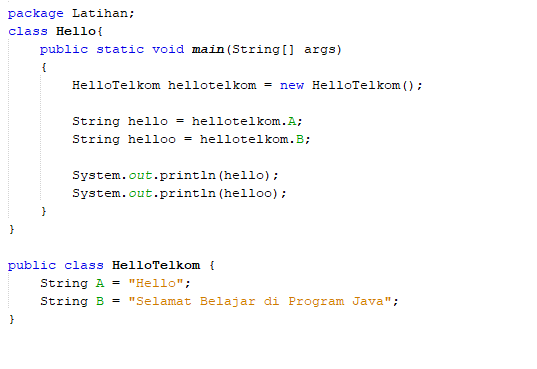 package Latihan;
class Hello{
    public static void main(String[] args)
    {
        HelloTelkom hellotelkom = new HelloTelkom();

        String hello = hellotelkom.A;
        String helloo = hellotelkom.B;

        System.out.println(hello);
        System.out.println(helloo);
    }
}

public class HelloTelkom {
    String A = "Hello";
    String B = "Selamat Belajar di Program Java";
}